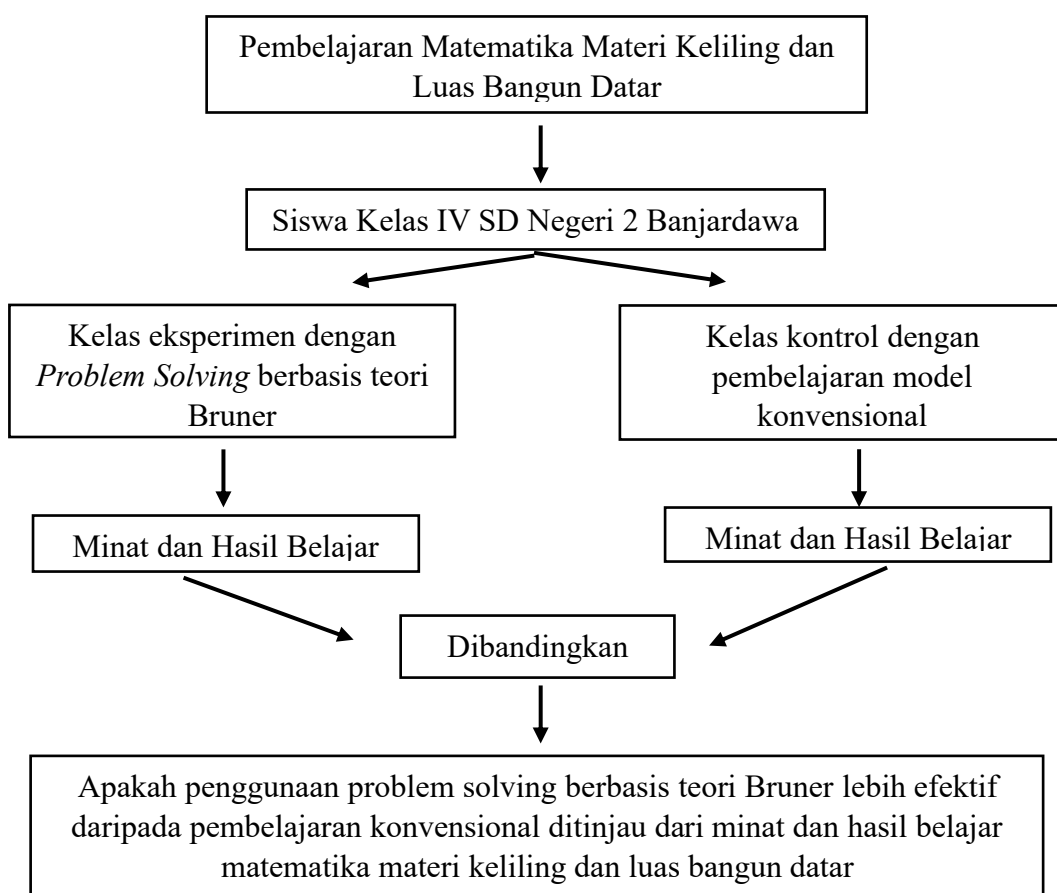 Pembelajaran Matematika Materi Keliling dan
Luas Bangun Datar
Siswa Kelas IV SD Negeri 2 Banjardawa
Kelas eksperimen dengan
Problem Solving berbasis teori
Bruner
Kelas kontrol dengan
pembelajaran model
konvensional
Minat dan Hasil Belajar
Minat dan Hasil Belajar
Dibandingkan
Apakah penggunaan problem solving berbasis teori Bruner lebih efektif
daripada pembelajaran konvensional ditinjau dari minat dan hasil belajar
matematika materi keliling dan luas bangun datar